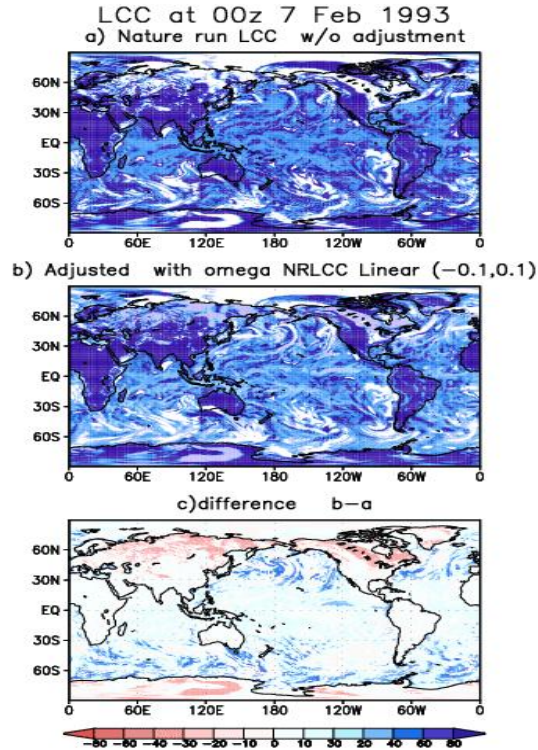 LCC at 00z 7 Feb 1993
a) Nature run LCC w/o adjustment
60N
30N
EQ
30S
60S
0 60E 120E 180 120W 60W 0
b) Adjusted with omega NRLCC Linear (−0.1,0.1)
60N
30N
EQ
30S
60S
0 60E 120E 180 120W 60W 0
c)difference b−a
60N
30N
EQ
30S
60S
0 60E 120E 180 120W 60W 0
−50 −40 −30 −20 −10 0 10 20 30 40 60 80